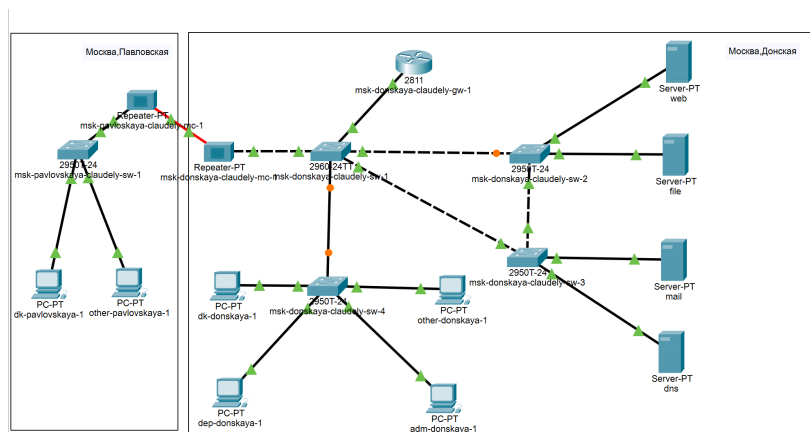 Москва,Павловская
Москва,Донская
Repeater-PT
msk-pavloskaya-claudely-mc-1
2950-24
msk-pavlovskaya-claudely-sw-1
PC-PT
dk-pavlovskaya-1
PC-PT
other-pavlovskaya-1
2811
msk-donskaya-claudely-gw-1
Repeater-PT
msk-donskaya-claudely-mc-1
2960-24TT
msk-donskaya-claudely-sw-1
2950T-24
msk-donskaya-claudely-sw-2
Server-PT
web
Server-PT
file
2950T-24
msk-donskaya-claudely-sw-3
Server-PT
mail
Server-PT
dns
PC-PT
dk-donskaya-1
2950T-24
msk-donskaya-claudely-sw-4
PC-PT
other-donskaya-1
PC-PT
dep-donskaya-1
PC-PT
adm-donskaya-1